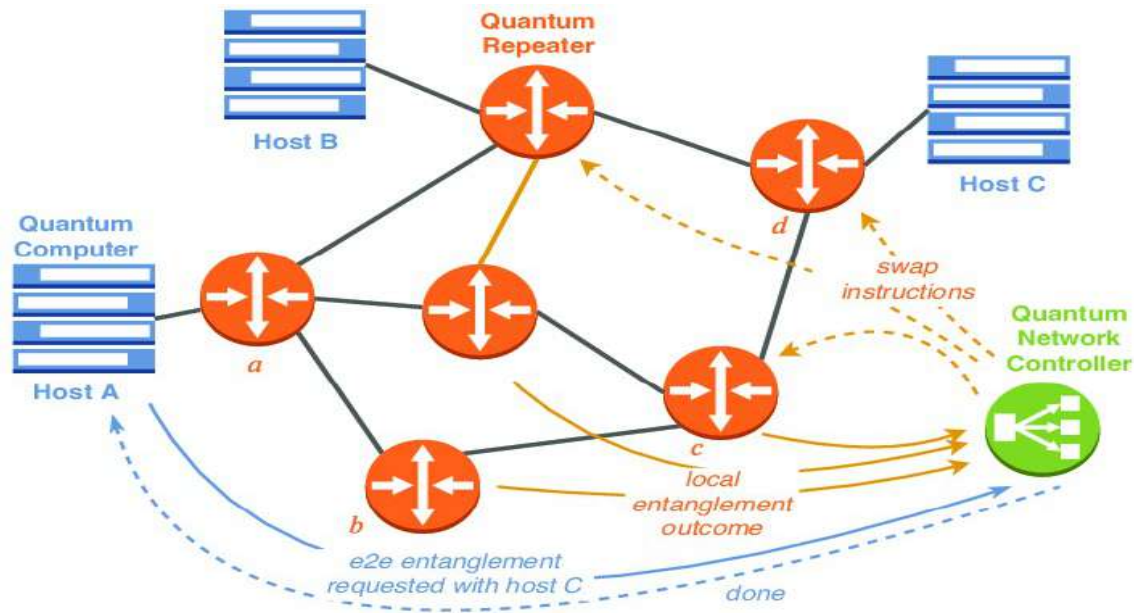 Quantum
Repeater
Host B
Host C
Quantum
Computer
d
swap
instructions
Quantum
Network
Controller
a
Host A
c
local
entanglement
outcome
b
e2e entanglement
requested with host C
done